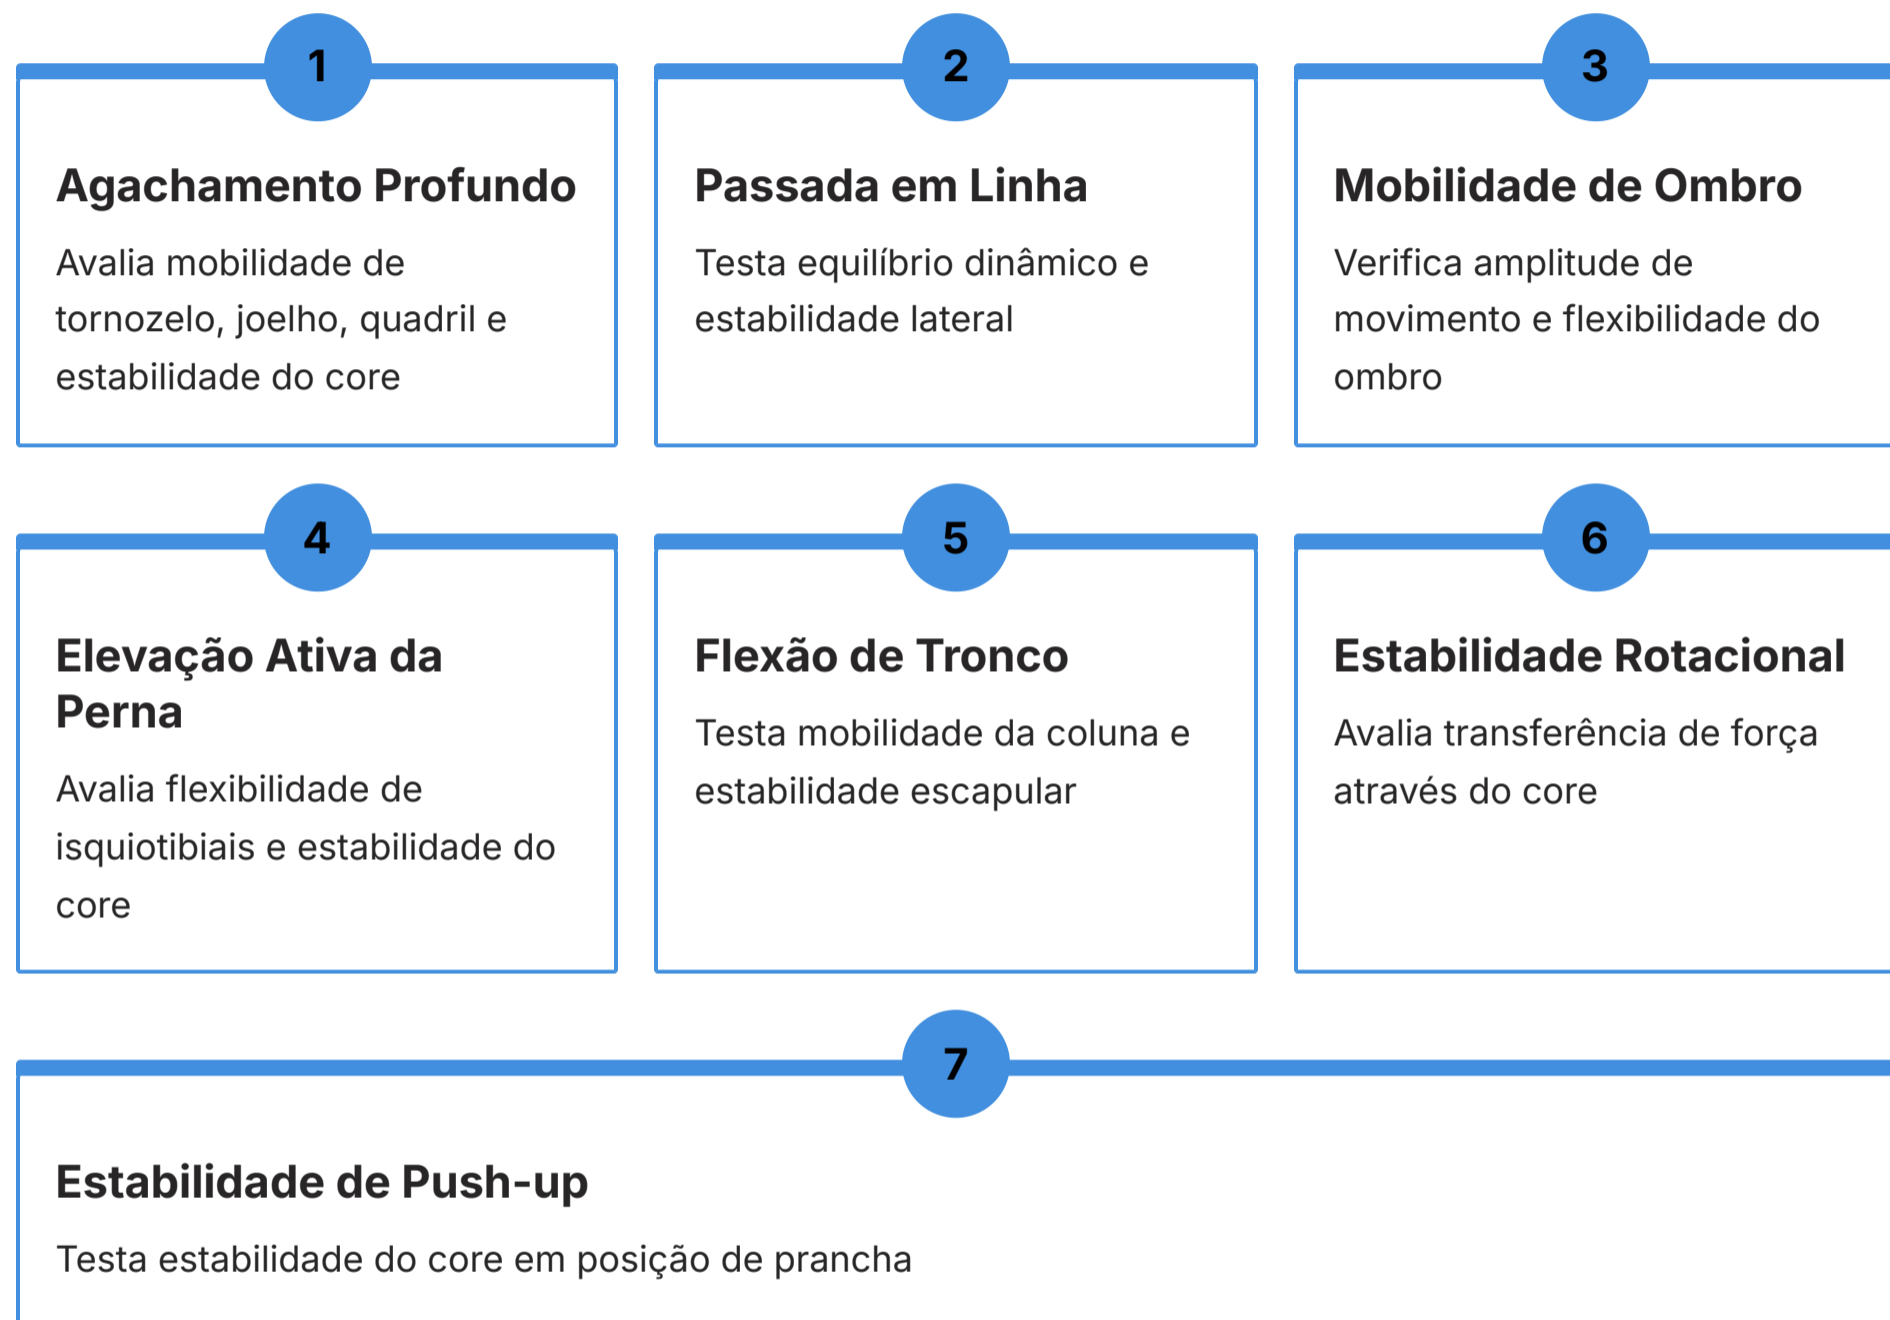 1
Agachamento Profundo
Avalia mobilidade de
tornozelo, joelho, quadril e
estabilidade do core
2
Passada em Linha
Testa equilíbrio dinâmico e
estabilidade lateral
3
Mobilidade de Ombro
Verifica amplitude de
movimento e flexibilidade do
ombro
4
Elevação Ativa da
Perna
Avalia flexibilidade de
isquiotibiais e estabilidade do
core
5
Flexão de Tronco
Testa mobilidade da coluna e
estabilidade escapular
6
Estabilidade Rotacional
Avalia transferência de força
através do core
7
Estabilidade de Push-up
Testa estabilidade do core em posição de prancha